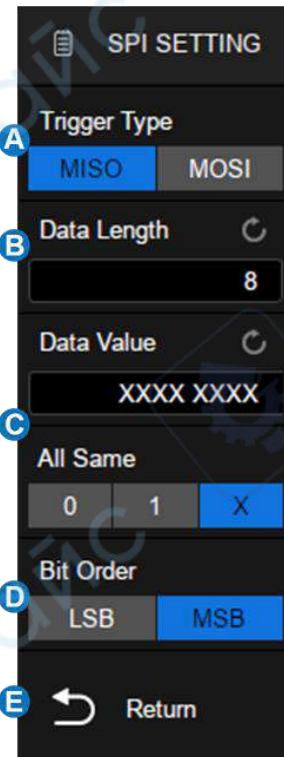 SPI SETTING
Trigger Type
A
MISO MOSI
Data Length
B
8
Data Value
XXXX XXXX
C
All Same
0 1 X
Bit Order
D
LSB MSB
E
Return